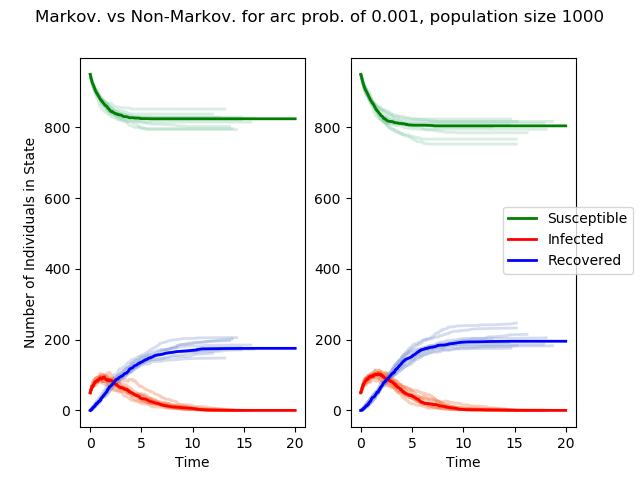 Markov. vs Non-Markov. for arc prob. of 0.001, population size 1000
Number of Individuals in State
800
600
400
200
0
0 5 10 15 20
Time
800
600
400
200
0
0 5 10 15 20
Time
Susceptible
Infected
Recovered